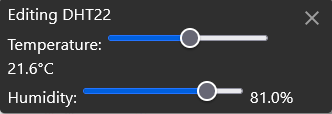 Editing DHT22
Temperature:
21.6°C
Humidity: 81.0%